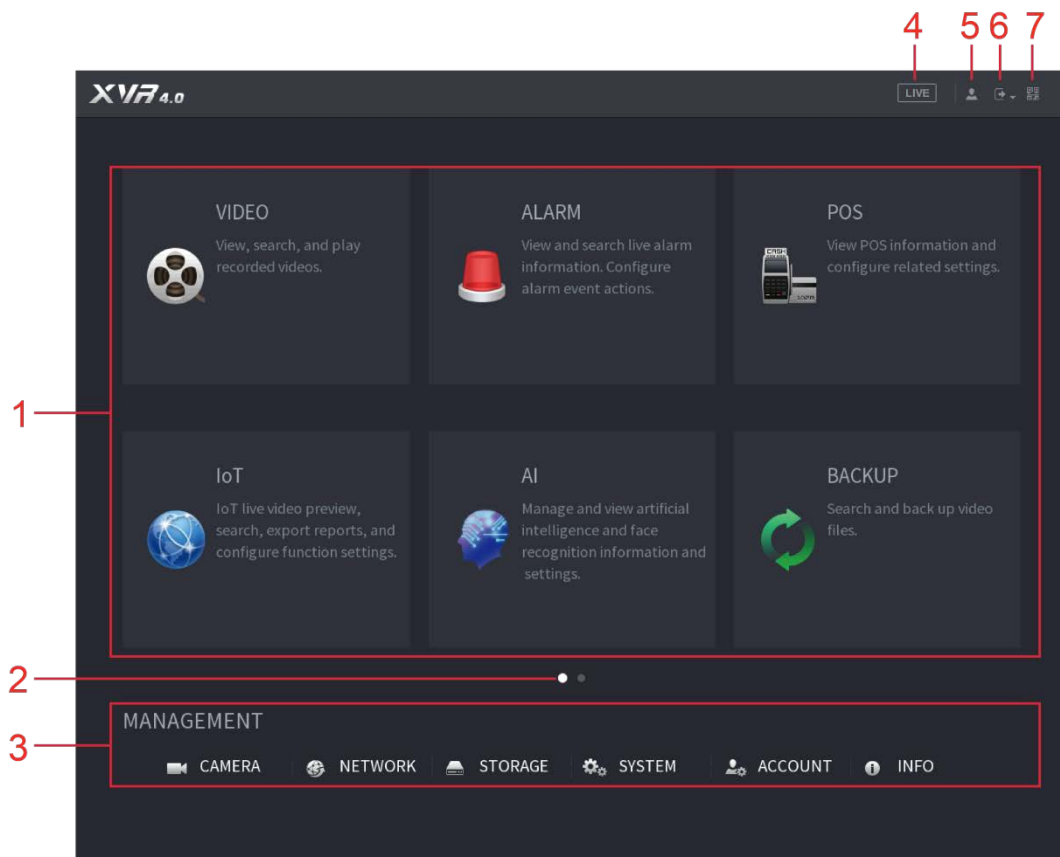 4 5 6 7
XVR 4.0
LIVE
1
VIDEO
View, search, and play
recorded videos.
ALARM
View and search live alarm
information. Configure
alarm event actions.
POS
View POS information and
configure related settings.
CASH
IoT
IoT live video preview,
search, export reports, and
configure function settings.
AI
Manage and view artificial
intelligence and face
recognition information and
settings.
BACKUP
Search and back up video
files.
2
3
MANAGEMENT
CAMERA NETWORK STORAGE SYSTEM ACCOUNT INFO